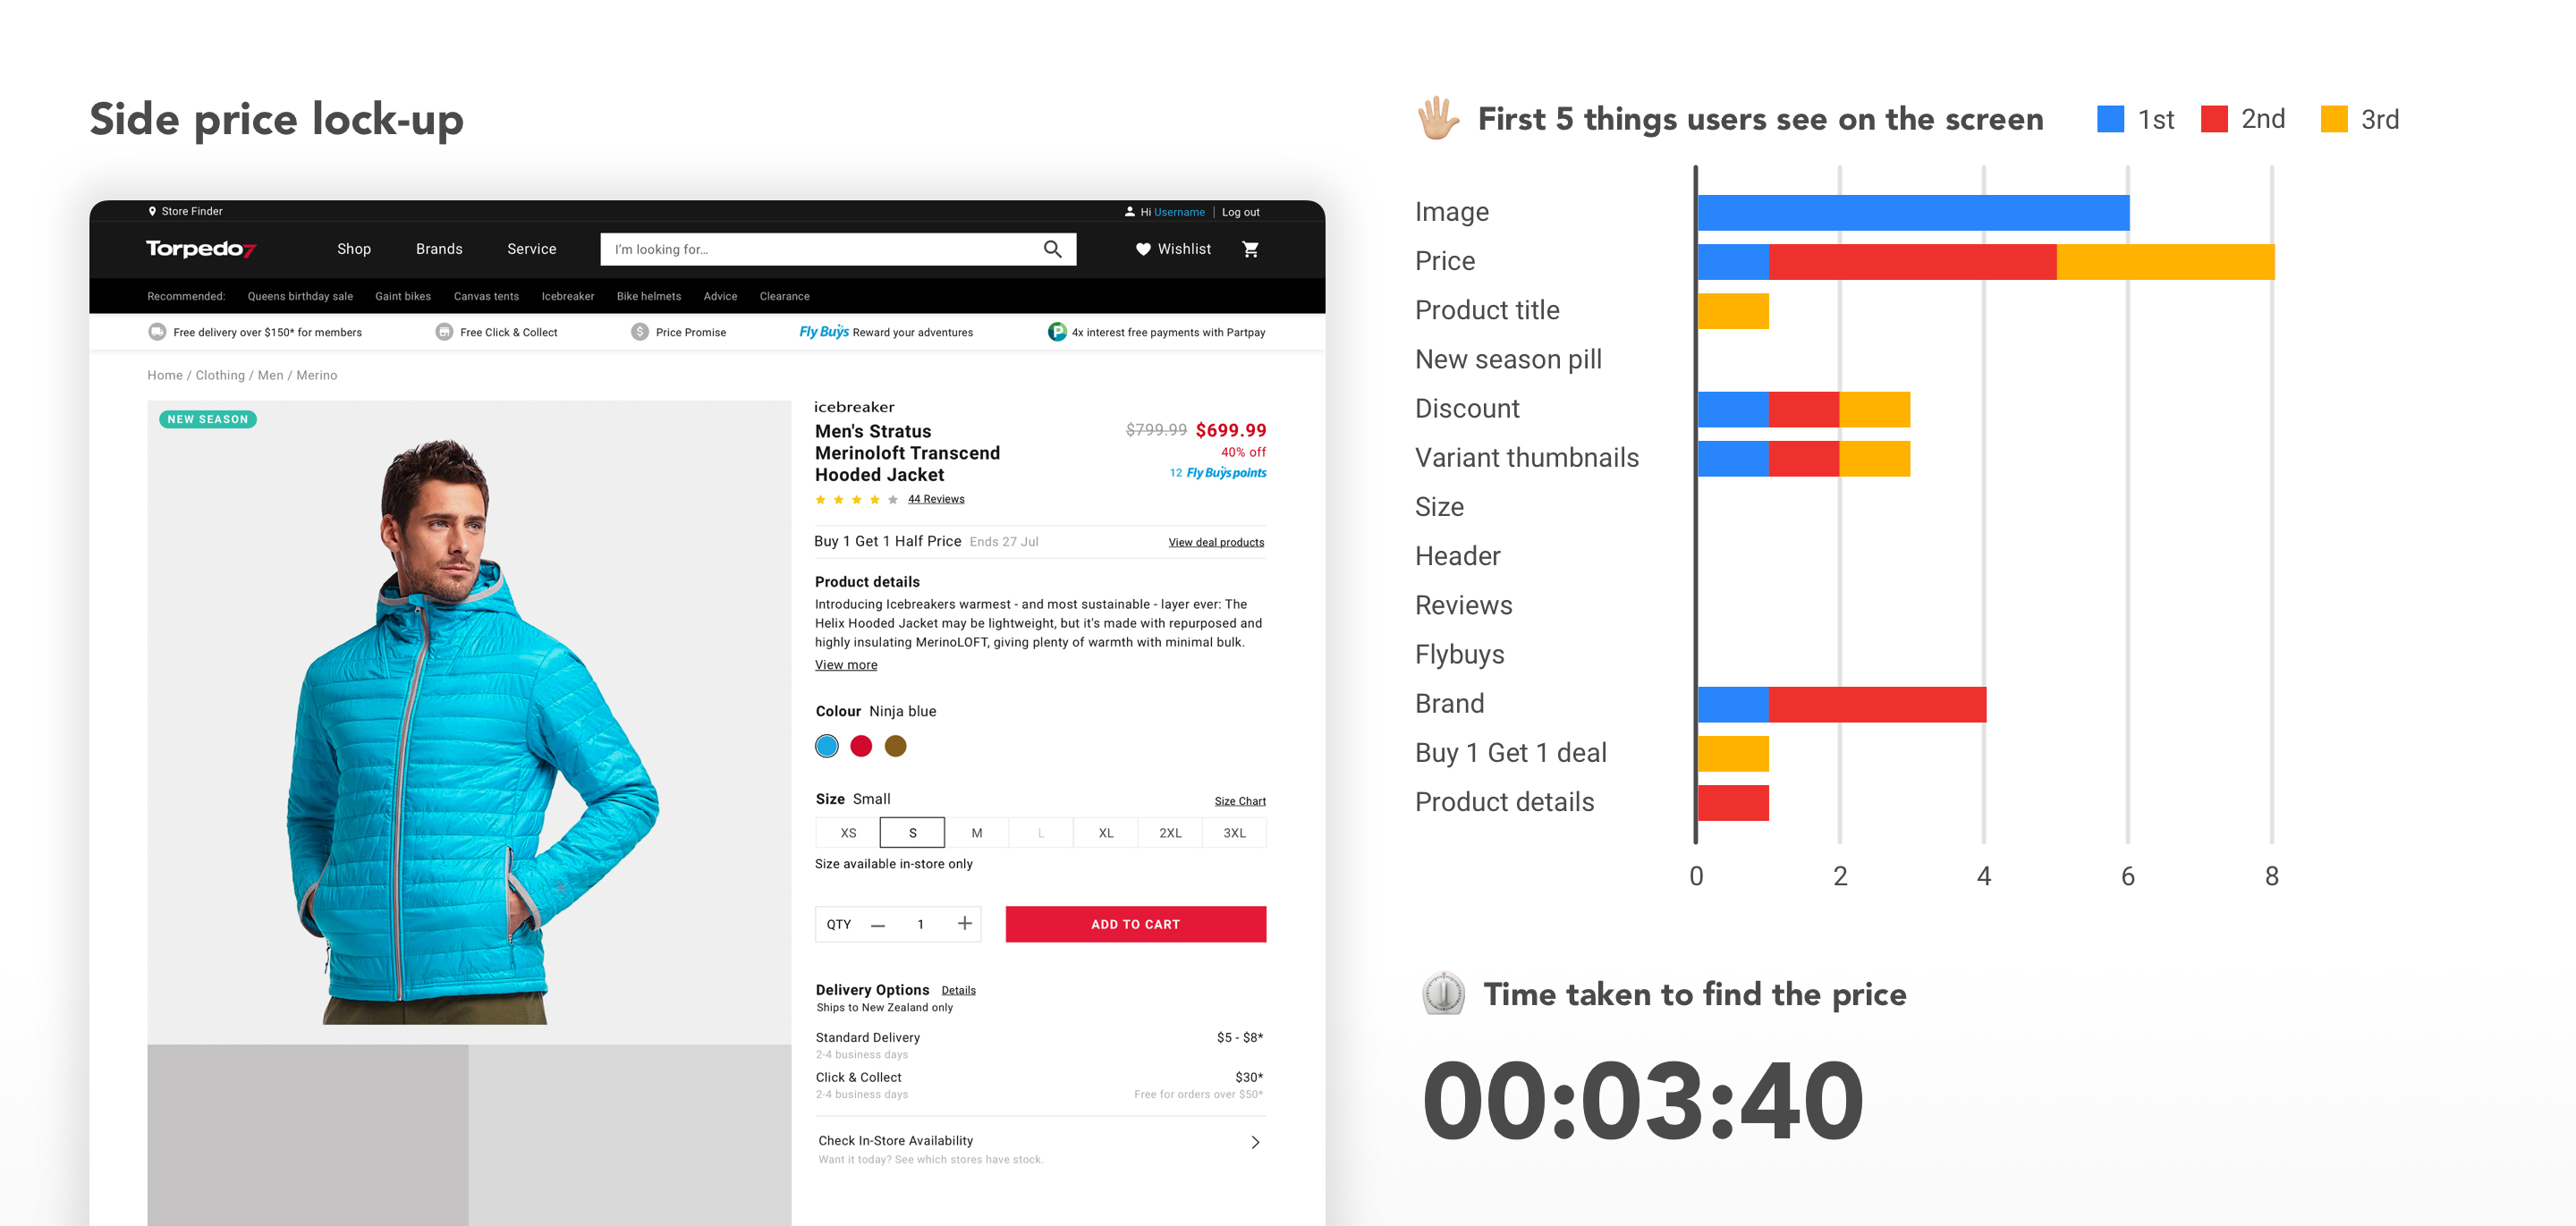 Side price lock-up
Store Finder
Hi Username | Log out
Torpedo7
Shop
Brands
Service
I'm looking for...
Wishlist
Recommended: Queens birthday sale Gaint bikes Canvas tents Icebreaker Bike helmets Advice Clearance
Free delivery over $150* for members
Free Click & Collect
Price Promise
Fly Buys Reward your adventures
4x interest free payments with Partpay
Home / Clothing / Men / Merino
NEW SEASON
icebreaker
Men's Stratus
Merinoloft Transcend
Hooded Jacket
$799.99 $699.99
40% off
12 Fly Buys points
44 Reviews
Buy 1 Get 1 Half Price Ends 27 Jul
View deal products
Product details
Introducing Icebreakers warmest - and most sustainable - layer ever: The
Helix Hooded Jacket may be lightweight, but it's made with repurposed and
highly insulating MerinoLOFT, giving plenty of warmth with minimal bulk.
View more
Colour Ninja blue
Size Small
Size Chart
XS S M L XL 2XL 3XL
Size available in-store only
QTY — 1 +
ADD TO CART
Delivery Options Details
Ships to New Zealand only
Standard Delivery $5 - $8*
2-4 business days
Click & Collect $30*
2-4 business days Free for orders over $50*
Check In-Store Availability
Want it today? See which stores have stock.
First 5 things users see on the screen
1st 2nd 3rd
Image
Price
Product title
New season pill
Discount
Variant thumbnails
Size
Header
Reviews
Flybuys
Brand
Buy 1 Get 1 deal
Product details
0 2 4 6 8
Time taken to find the price
00:03:40